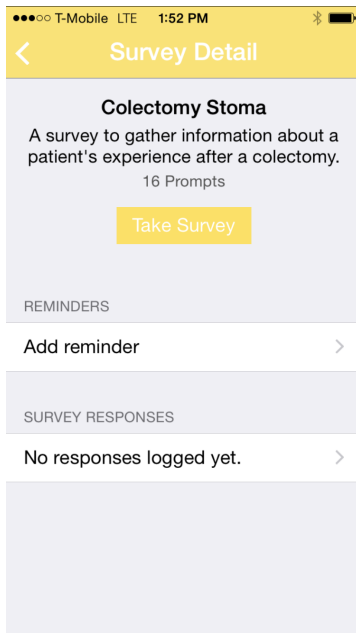 T-Mobile LTE 1:52 PM
Survey Detail
Colectomy Stoma
A survey to gather information about a
patient's experience after a colectomy.
16 Prompts
Take Survey
REMINDERS
Add reminder
SURVEY RESPONSES
No responses logged yet.